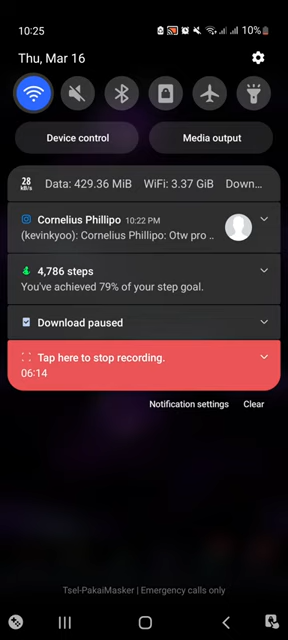 10:25
10%
Thu, Mar 16
Device control
Media output
28
kB/s
Data: 429.36 MiB WiFi: 3.37 GiB Down...
Cornelius Phillipo 10:22 PM
(kevinkyoo): Cornelius Phillipo: Otw pro ..
4,786 steps
You've achieved 79% of your step goal.
Download paused
Tap here to stop recording.
06:14
Notification settings
Clear
Tsel-PakaiMasker | Emergency calls only